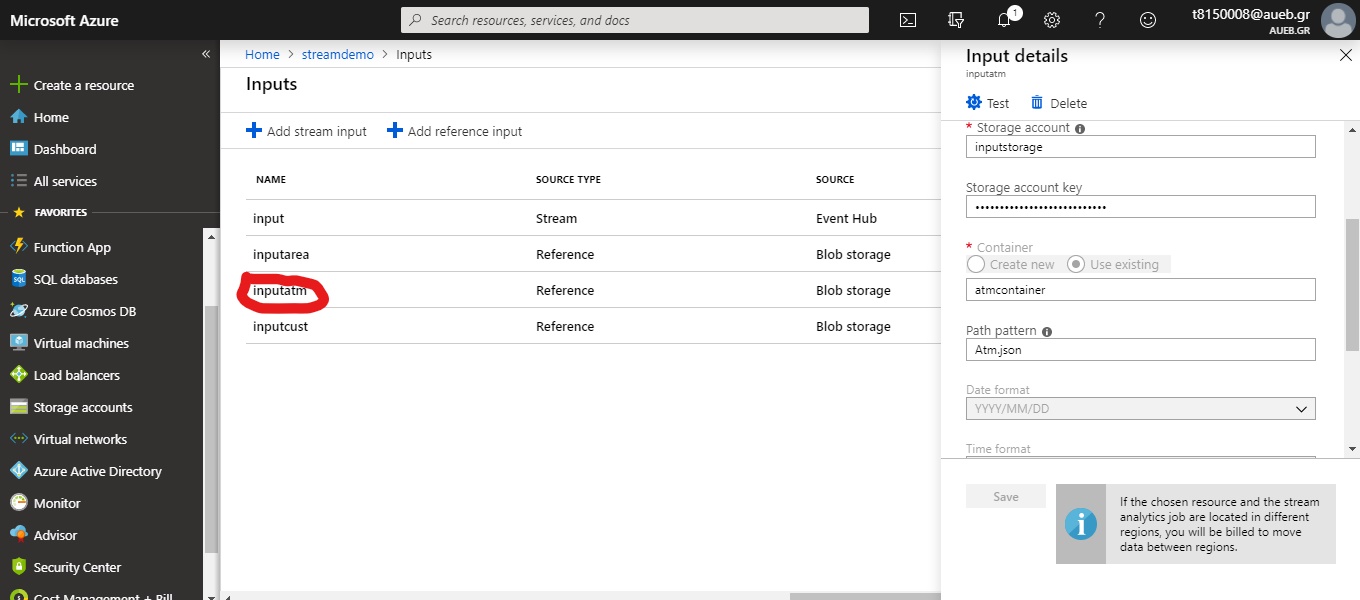 Microsoft Azure
Search resources, services, and docs
1
t8150008@aueb.gr
AUEB.GR
«
Create a resource
Home
Dashboard
All services
FAVORITES
Function App
SQL databases
Azure Cosmos DB
Virtual machines
Load balancers
Storage accounts
Virtual networks
Azure Active Directory
Monitor
Advisor
Security Center
Cost Management + Bill
Home > streamdemo > Inputs
Inputs
Add stream input Add reference input
NAME SOURCE TYPE SOURCE
input Stream Event Hub
inputarea Reference Blob storage
inputatm Reference Blob storage
inputcust Reference Blob storage
Input details
inputatm
Test Delete
* Storage account
inputstorage
Storage account key
•••••••••••••••••••••••••••
* Container
Create new Use existing
atmcontainer
Path pattern
Atm.json
Date format
YYYY/MM/DD
Time format
Save
If the chosen resource and the stream
analytics job are located in different
regions, you will be billed to move
data between regions.